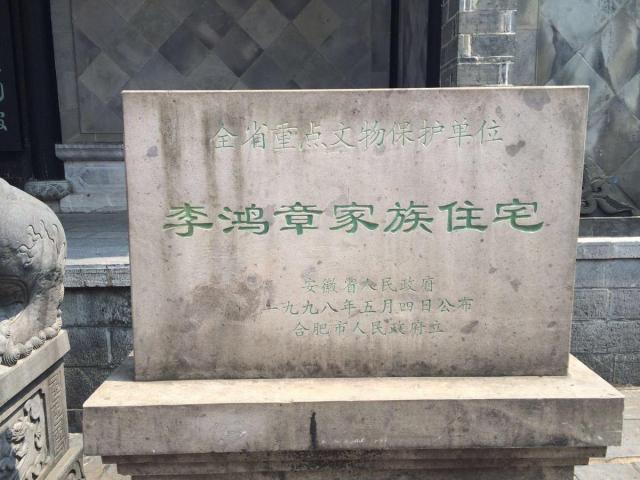 全省重点文物保护单位
李鸿章家族住宅
安徽省人民政府
一九九八年五月四日公布
合肥市人民政府立